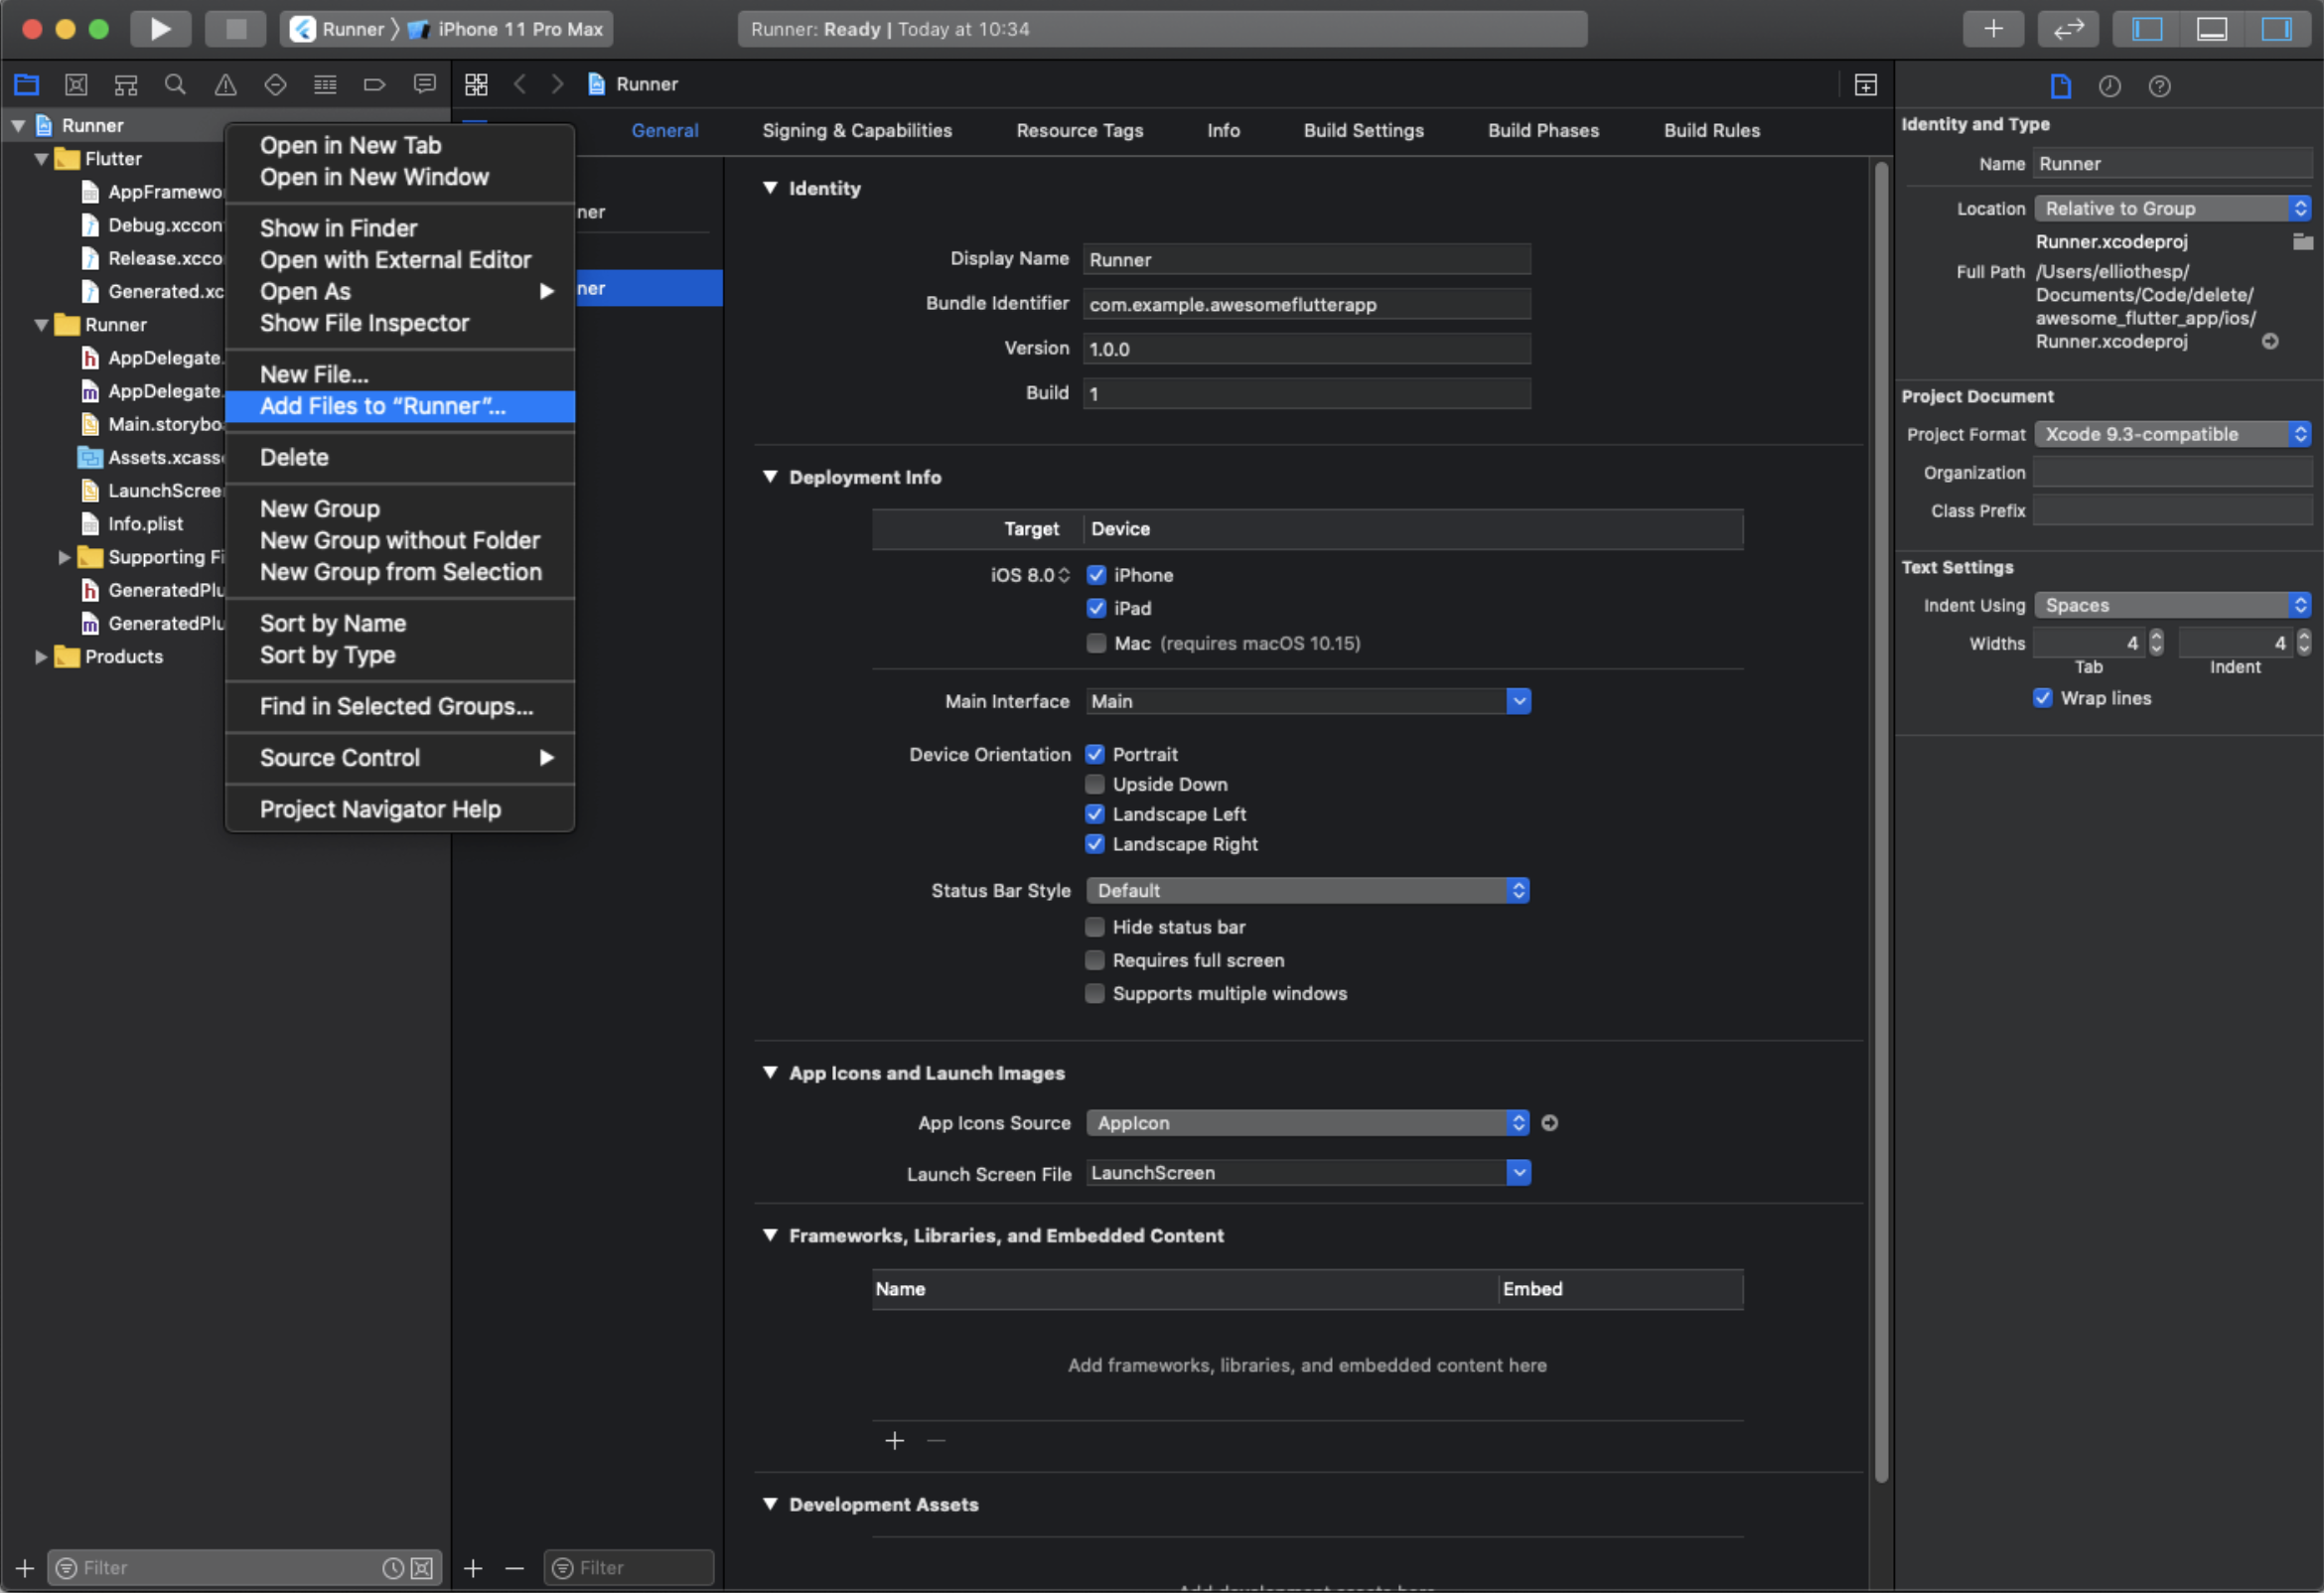 Runner
iPhone 11 Pro Max
Runner: Ready | Today at 10:34
Runner
Runner
Flutter
AppFramewo
Debug.xccon
Release.xcco
Generated.xc
Runner
AppDelegate.
AppDelegate.
Main.storybo
Assets.xcass
LaunchScree
Info.plist
Supporting Fi
GeneratedPlu
GeneratedPlu
Products
Open in New Tab
Open in New Window
Show in Finder
Open with External Editor
Open As
Show File Inspector
New File...
Add Files to “Runner”...
Delete
New Group
New Group without Folder
New Group from Selection
Sort by Name
Sort by Type
Find in Selected Groups...
Source Control
Project Navigator Help
ner
ner
General
Signing & Capabilities
Resource Tags
Info
Build Settings
Build Phases
Build Rules
Identity
Display Name Runner
Bundle Identifier com.example.awesomeflutterapp
Version 1.0.0
Build 1
Deployment Info
Target Device
iOS 8.0 iPhone
iPad
Mac (requires macOS 10.15)
Main Interface Main
Device Orientation Portrait
Upside Down
Landscape Left
Landscape Right
Status Bar Style Default
Hide status bar
Requires full screen
Supports multiple windows
App Icons and Launch Images
App Icons Source AppIcon
Launch Screen File LaunchScreen
Frameworks, Libraries, and Embedded Content
Name Embed
Add frameworks, libraries, and embedded content here
Development Assets
Add development assets here
Identity and Type
Name Runner
Location Relative to Group
Runner.xcodeproj
Full Path /Users/elliothesp/
Documents/Code/delete/
awesome_flutter_app/ios/
Runner.xcodeproj
Project Document
Project Format Xcode 9.3-compatible
Organization
Class Prefix
Text Settings
Indent Using Spaces
Widths 4 4
Tab Indent
Wrap lines
Filter
Filter